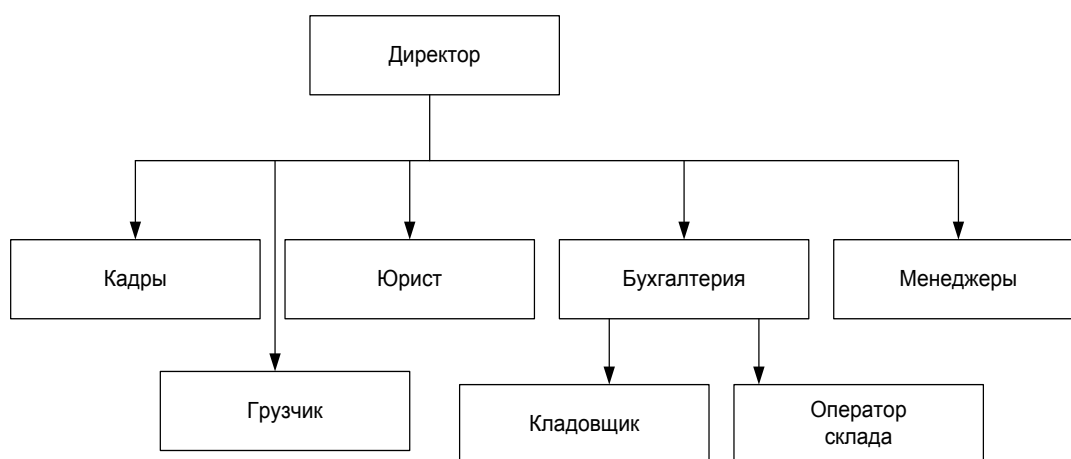 Директор
Кадры
Юрист
Бухгалтерия
Менеджеры
Грузчик
Кладовщик
Оператор
склада